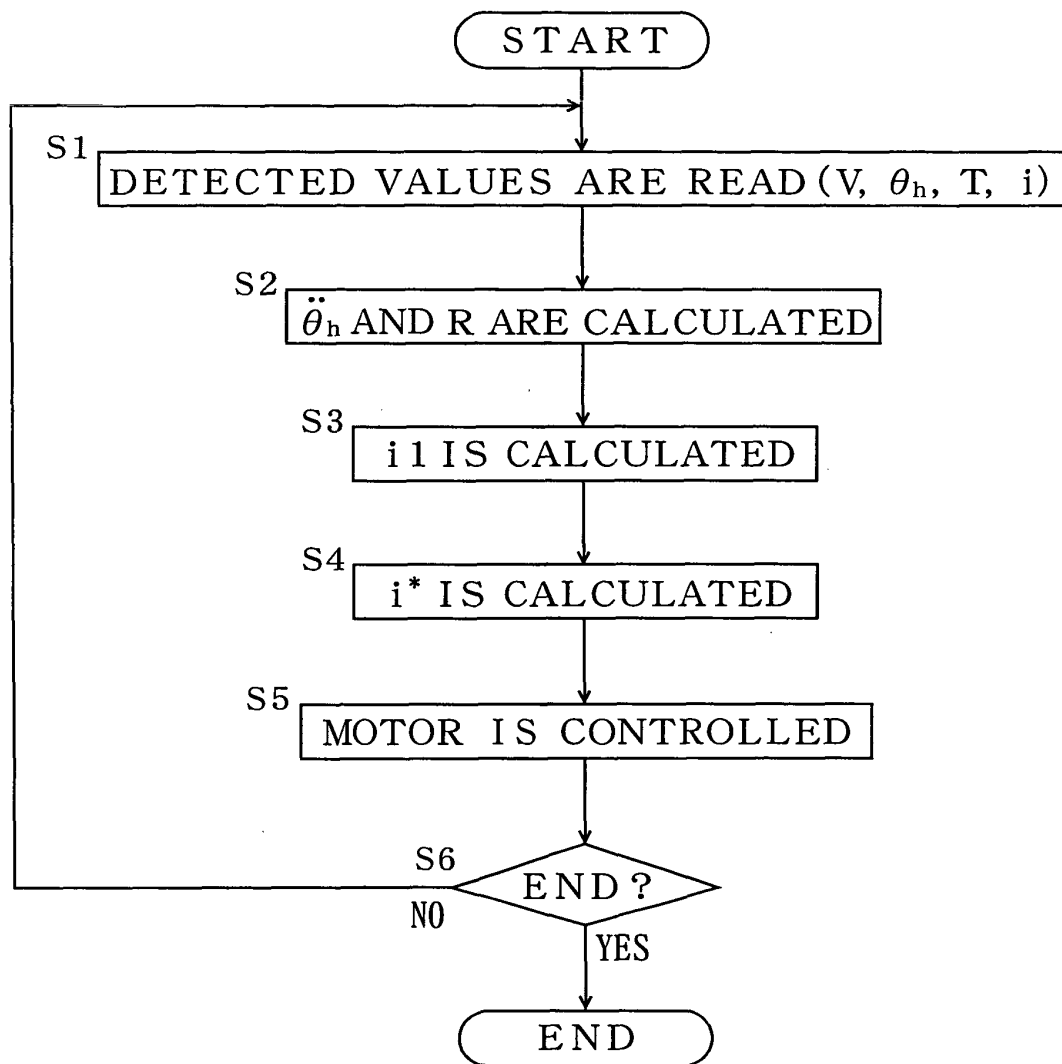 START
S1
DETECTED VALUES ARE READ (V, θh, T, i)
S2
θ̈h AND R ARE CALCULATED
S3
i1 IS CALCULATED
S4
i* IS CALCULATED
S5
MOTOR IS CONTROLLED
S6
END?
NO
YES
END